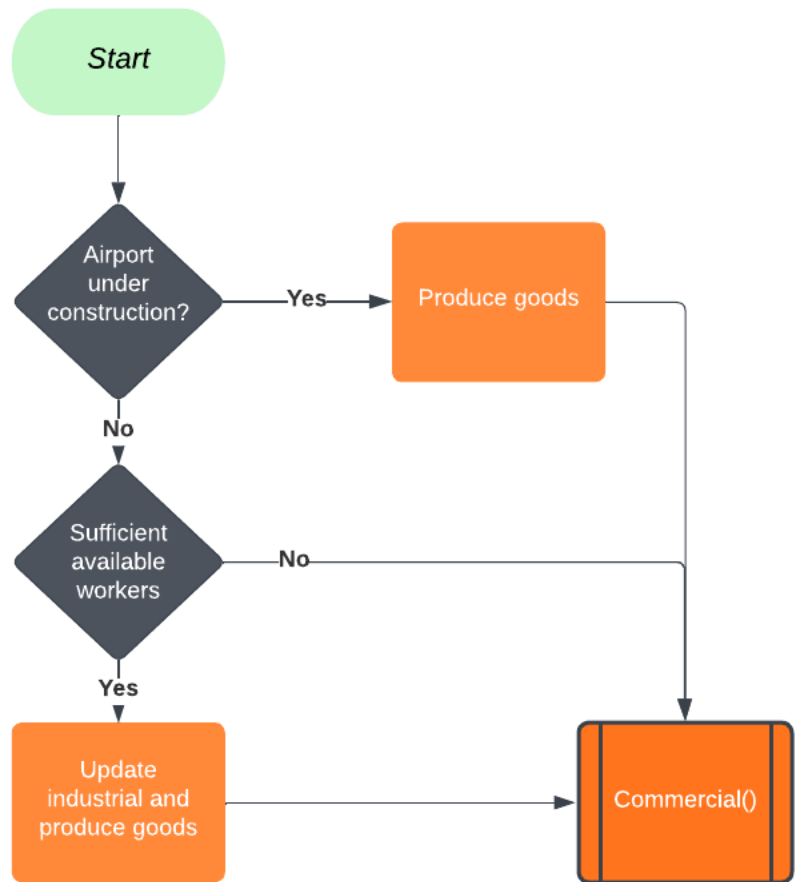 Start
Airport
under
construction?
Yes
Produce goods
No
Sufficient
available
workers
No
Yes
Update
industrial and
produce goods
Commercial()